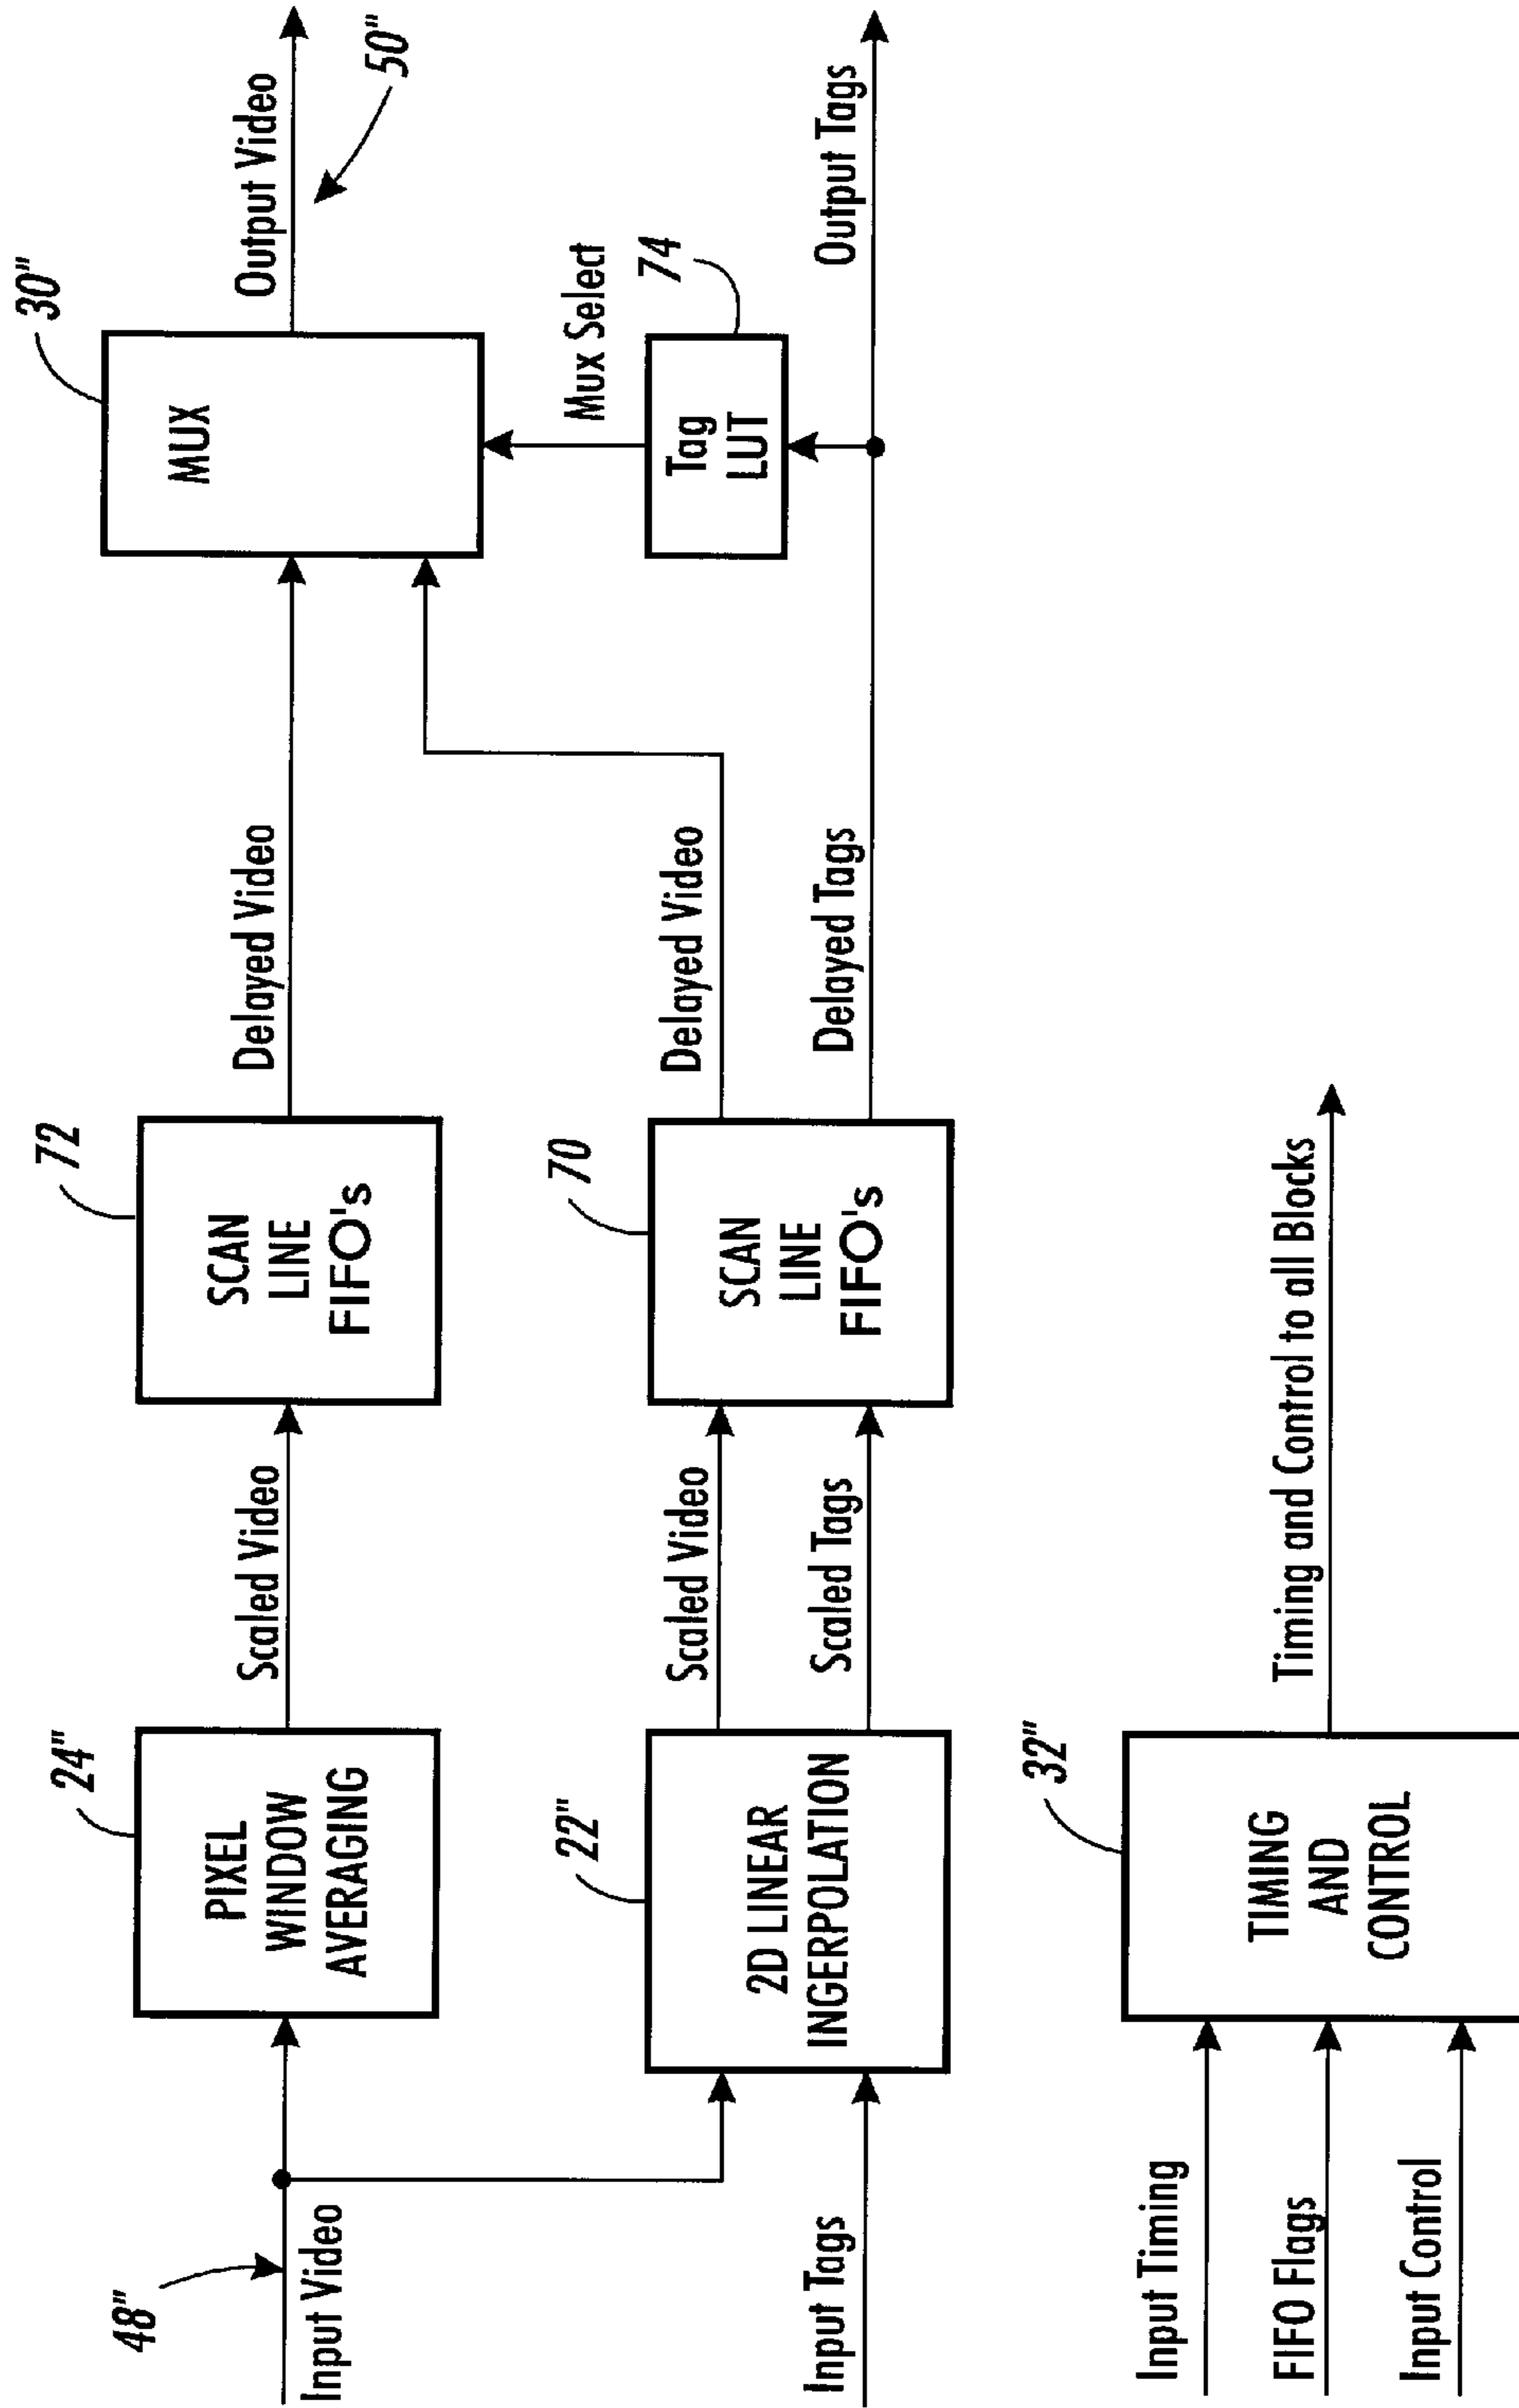 48"
Input Video
24"
PIXEL
WINDOW
AVERAGING
Scaled Video
72
SCAN
LINE
FIFO's
Delayed Video
30"
MUX
Output Video
50"
Input Tags
22"
2D LINEAR
INGERPOLATION
Scaled Video
Scaled Tags
70
SCAN
LINE
FIFO's
Delayed Video
Delayed Tags
Mux Select
74
Tag
LUT
Output Tags
Input Timing
FIFO Flags
Input Control
32"
TIMING
AND
CONTROL
Timing and Control to all Blocks